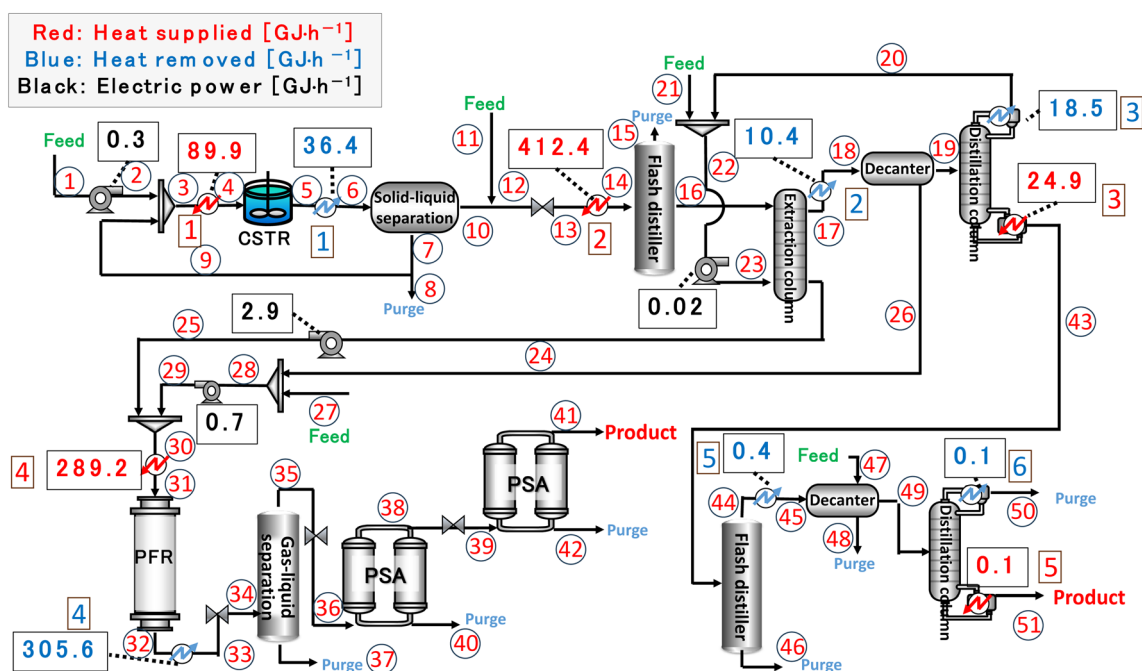 Red: Heat supplied [GJ·h⁻¹]
Blue: Heat removed [GJ·h ⁻¹]
Black: Electric power [GJ·h⁻¹]
Feed
1
2
0.3
3
89.9
4
1
CSTR
5
36.4
6
1
Solid-liquid
separation
7
8
Purge
9
10
Feed
11
12
412.4
13
14
2
15
Purge
Flash distiller
16
Feed
21
22
20
10.4
2
17
18
Extraction column
23
0.02
Decanter
19
Distillation column
18.5
3
24.9
3
43
26
2.9
25
24
29
28
0.7
27
Feed
30
4
289.2
31
PFR
32
4
305.6
33
34
35
Gas-liquid
separation
36
37
Purge
PSA
38
39
40
Purge
PSA
41
Product
42
Purge
5
0.4
44
45
Flash distiller
46
Purge
Feed
47
Decanter
48
Purge
49
0.1
6
50
Purge
Distillation column
0.1
5
Product
51